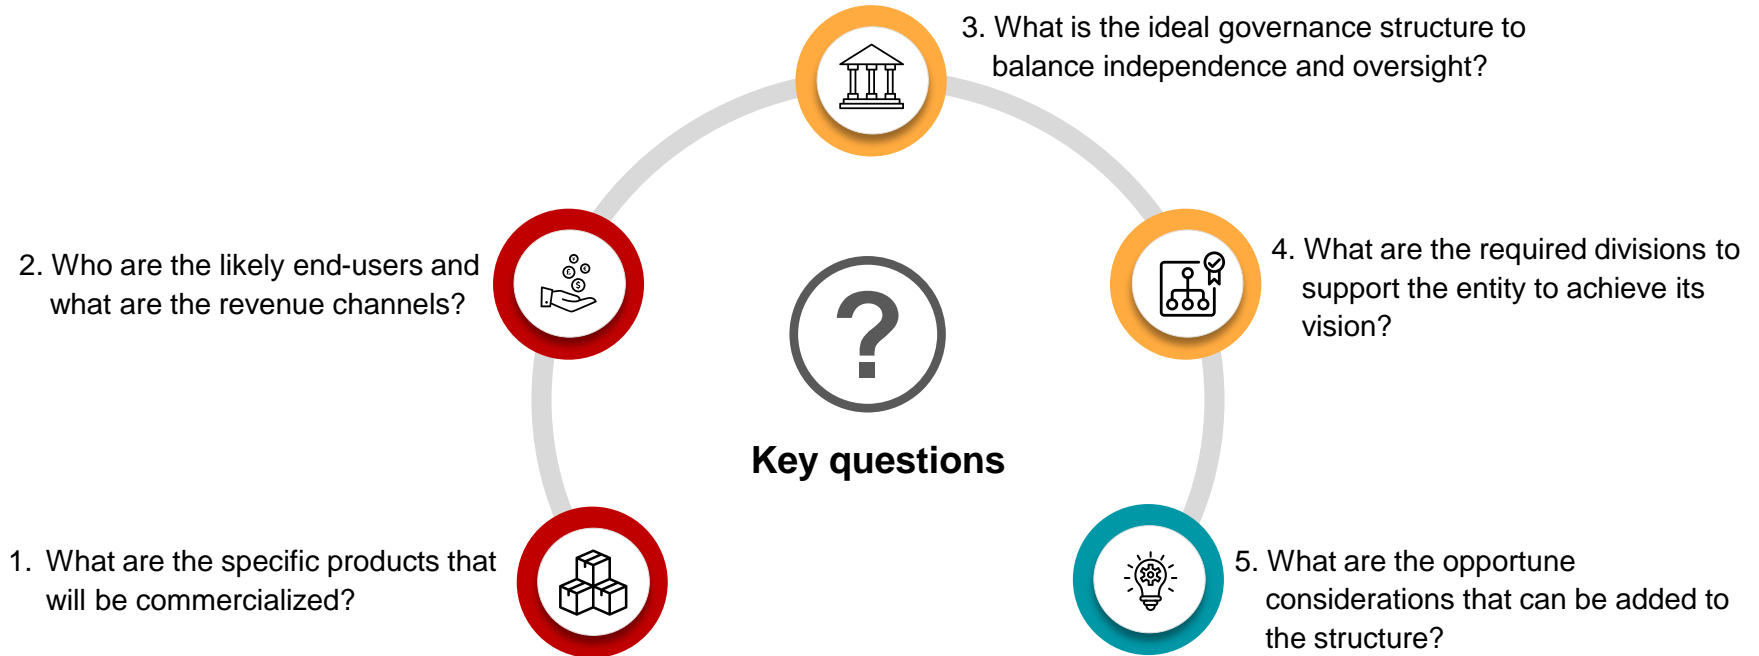 1. What are the specific products that
will be commercialized?
2. Who are the likely end-users and
what are the revenue channels?
3. What is the ideal governance structure to
balance independence and oversight?
4. What are the required divisions to
support the entity to achieve its
vision?
5. What are the opportune
considerations that can be added to
the structure?
?
Key questions